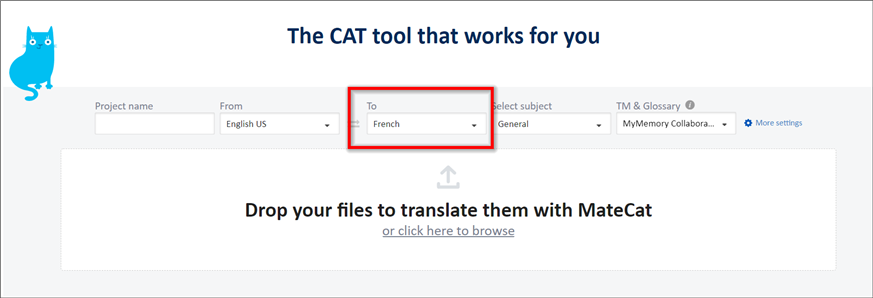 The CAT tool that works for you
Project name From To Select subject TM & Glossary
English US French General MyMemory Collabora... More settings
Drop your files to translate them with MateCat
or click here to browse